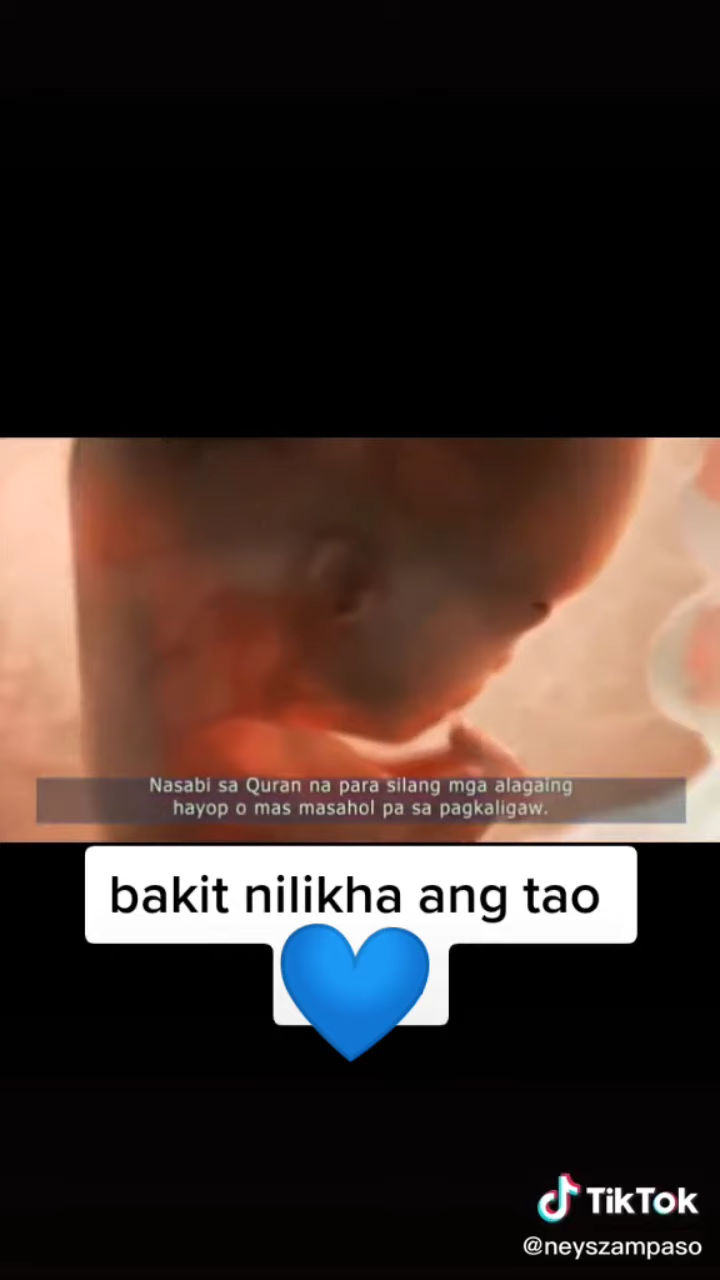 Nasabi sa Quran na para silang mga alagaing
hayop o mas masahol pa sa pagkaligaw.
bakit nilikha ang tao
TikTok
@neyszampaso